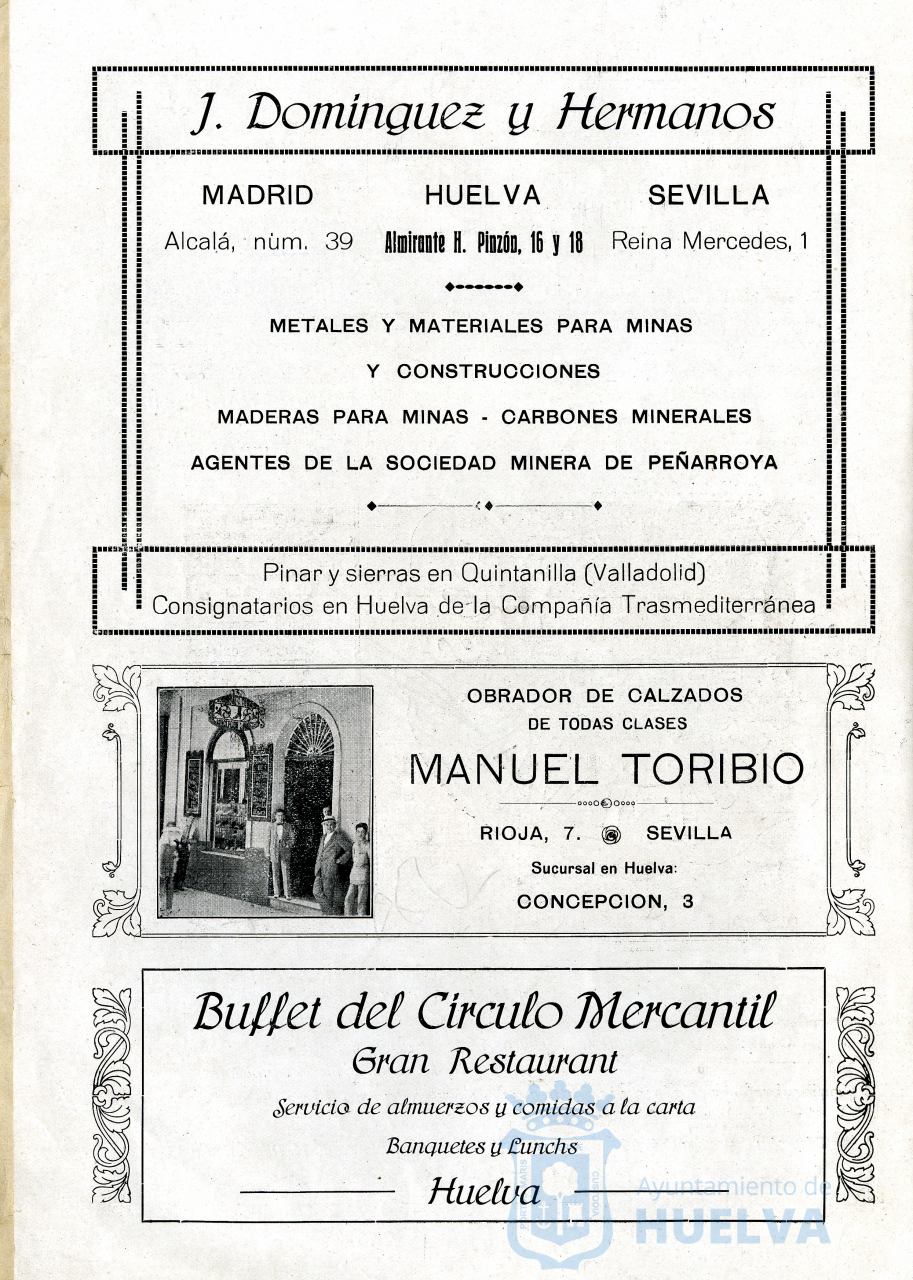 J. Domínguez y Hermanos
MADRID HUELVA SEVILLA
Alcalá, núm. 39 Almirante H. Pinzón, 16 y 18 Reina Mercedes, 1
METALES Y MATERIALES PARA MINAS
Y CONSTRUCCIONES
MADERAS PARA MINAS - CARBONES MINERALES
AGENTES DE LA SOCIEDAD MINERA DE PEÑARROYA
Pinar y sierras en Quintanilla (Valladolid)
Consignatarios en Huelva de la Compañía Trasmediterránea
OBRADOR DE CALZADOS
DE TODAS CLASES
MANUEL TORIBIO
RIOJA, 7. SEVILLA
Sucursal en Huelva:
CONCEPCION, 3
Buffet del Círculo Mercantil
Gran Restaurant
Servicio de almuerzos y comidas a la carta
Banquetes y Lunchs
Huelva
Ayuntamiento de
HUELVA